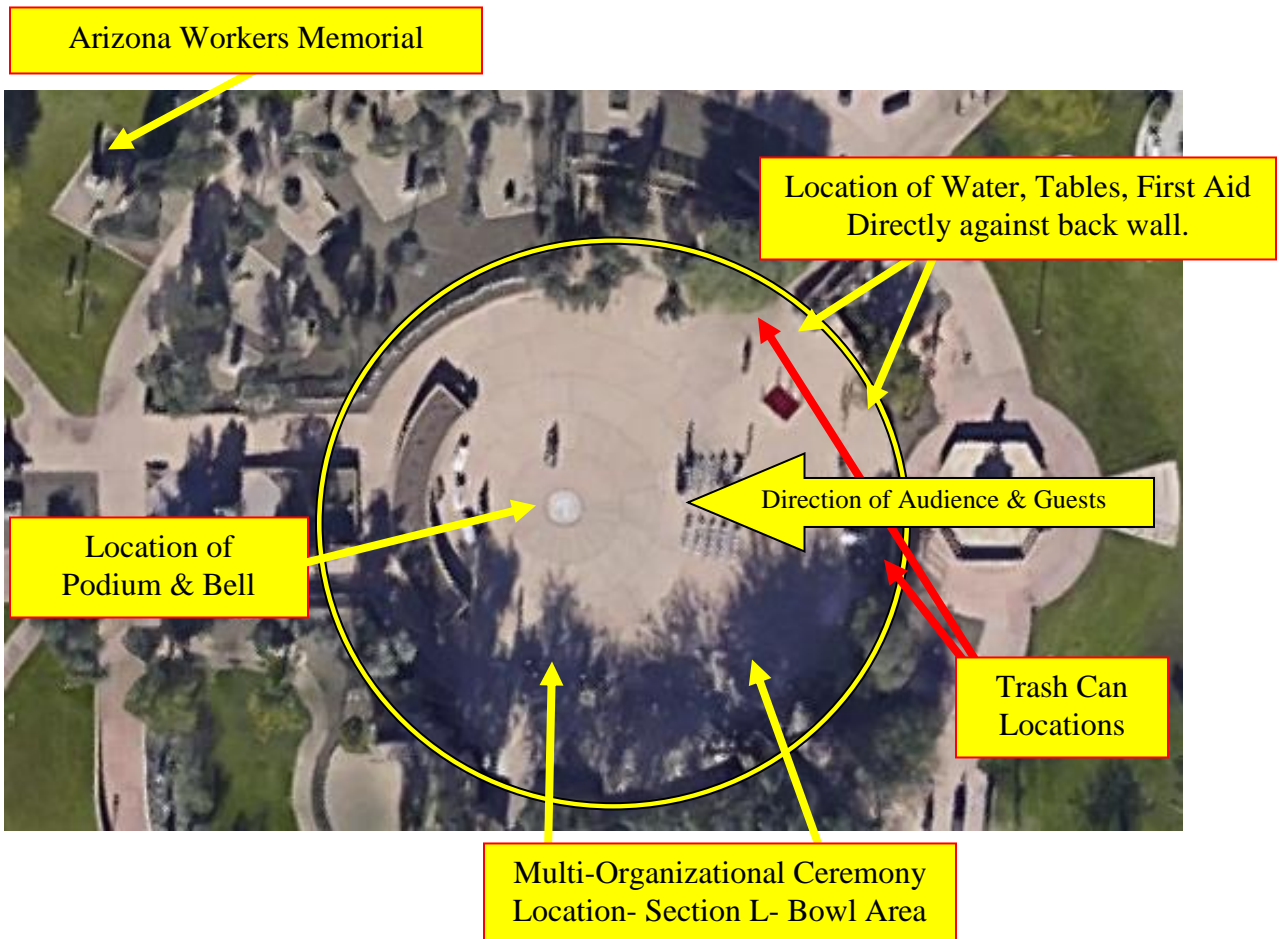 Arizona Workers Memorial
Location of Water, Tables, First Aid
Directly against back wall.
Direction of Audience & Guests
Location of
Podium & Bell
Trash Can
Locations
Multi-Organizational Ceremony
Location- Section L- Bowl Area